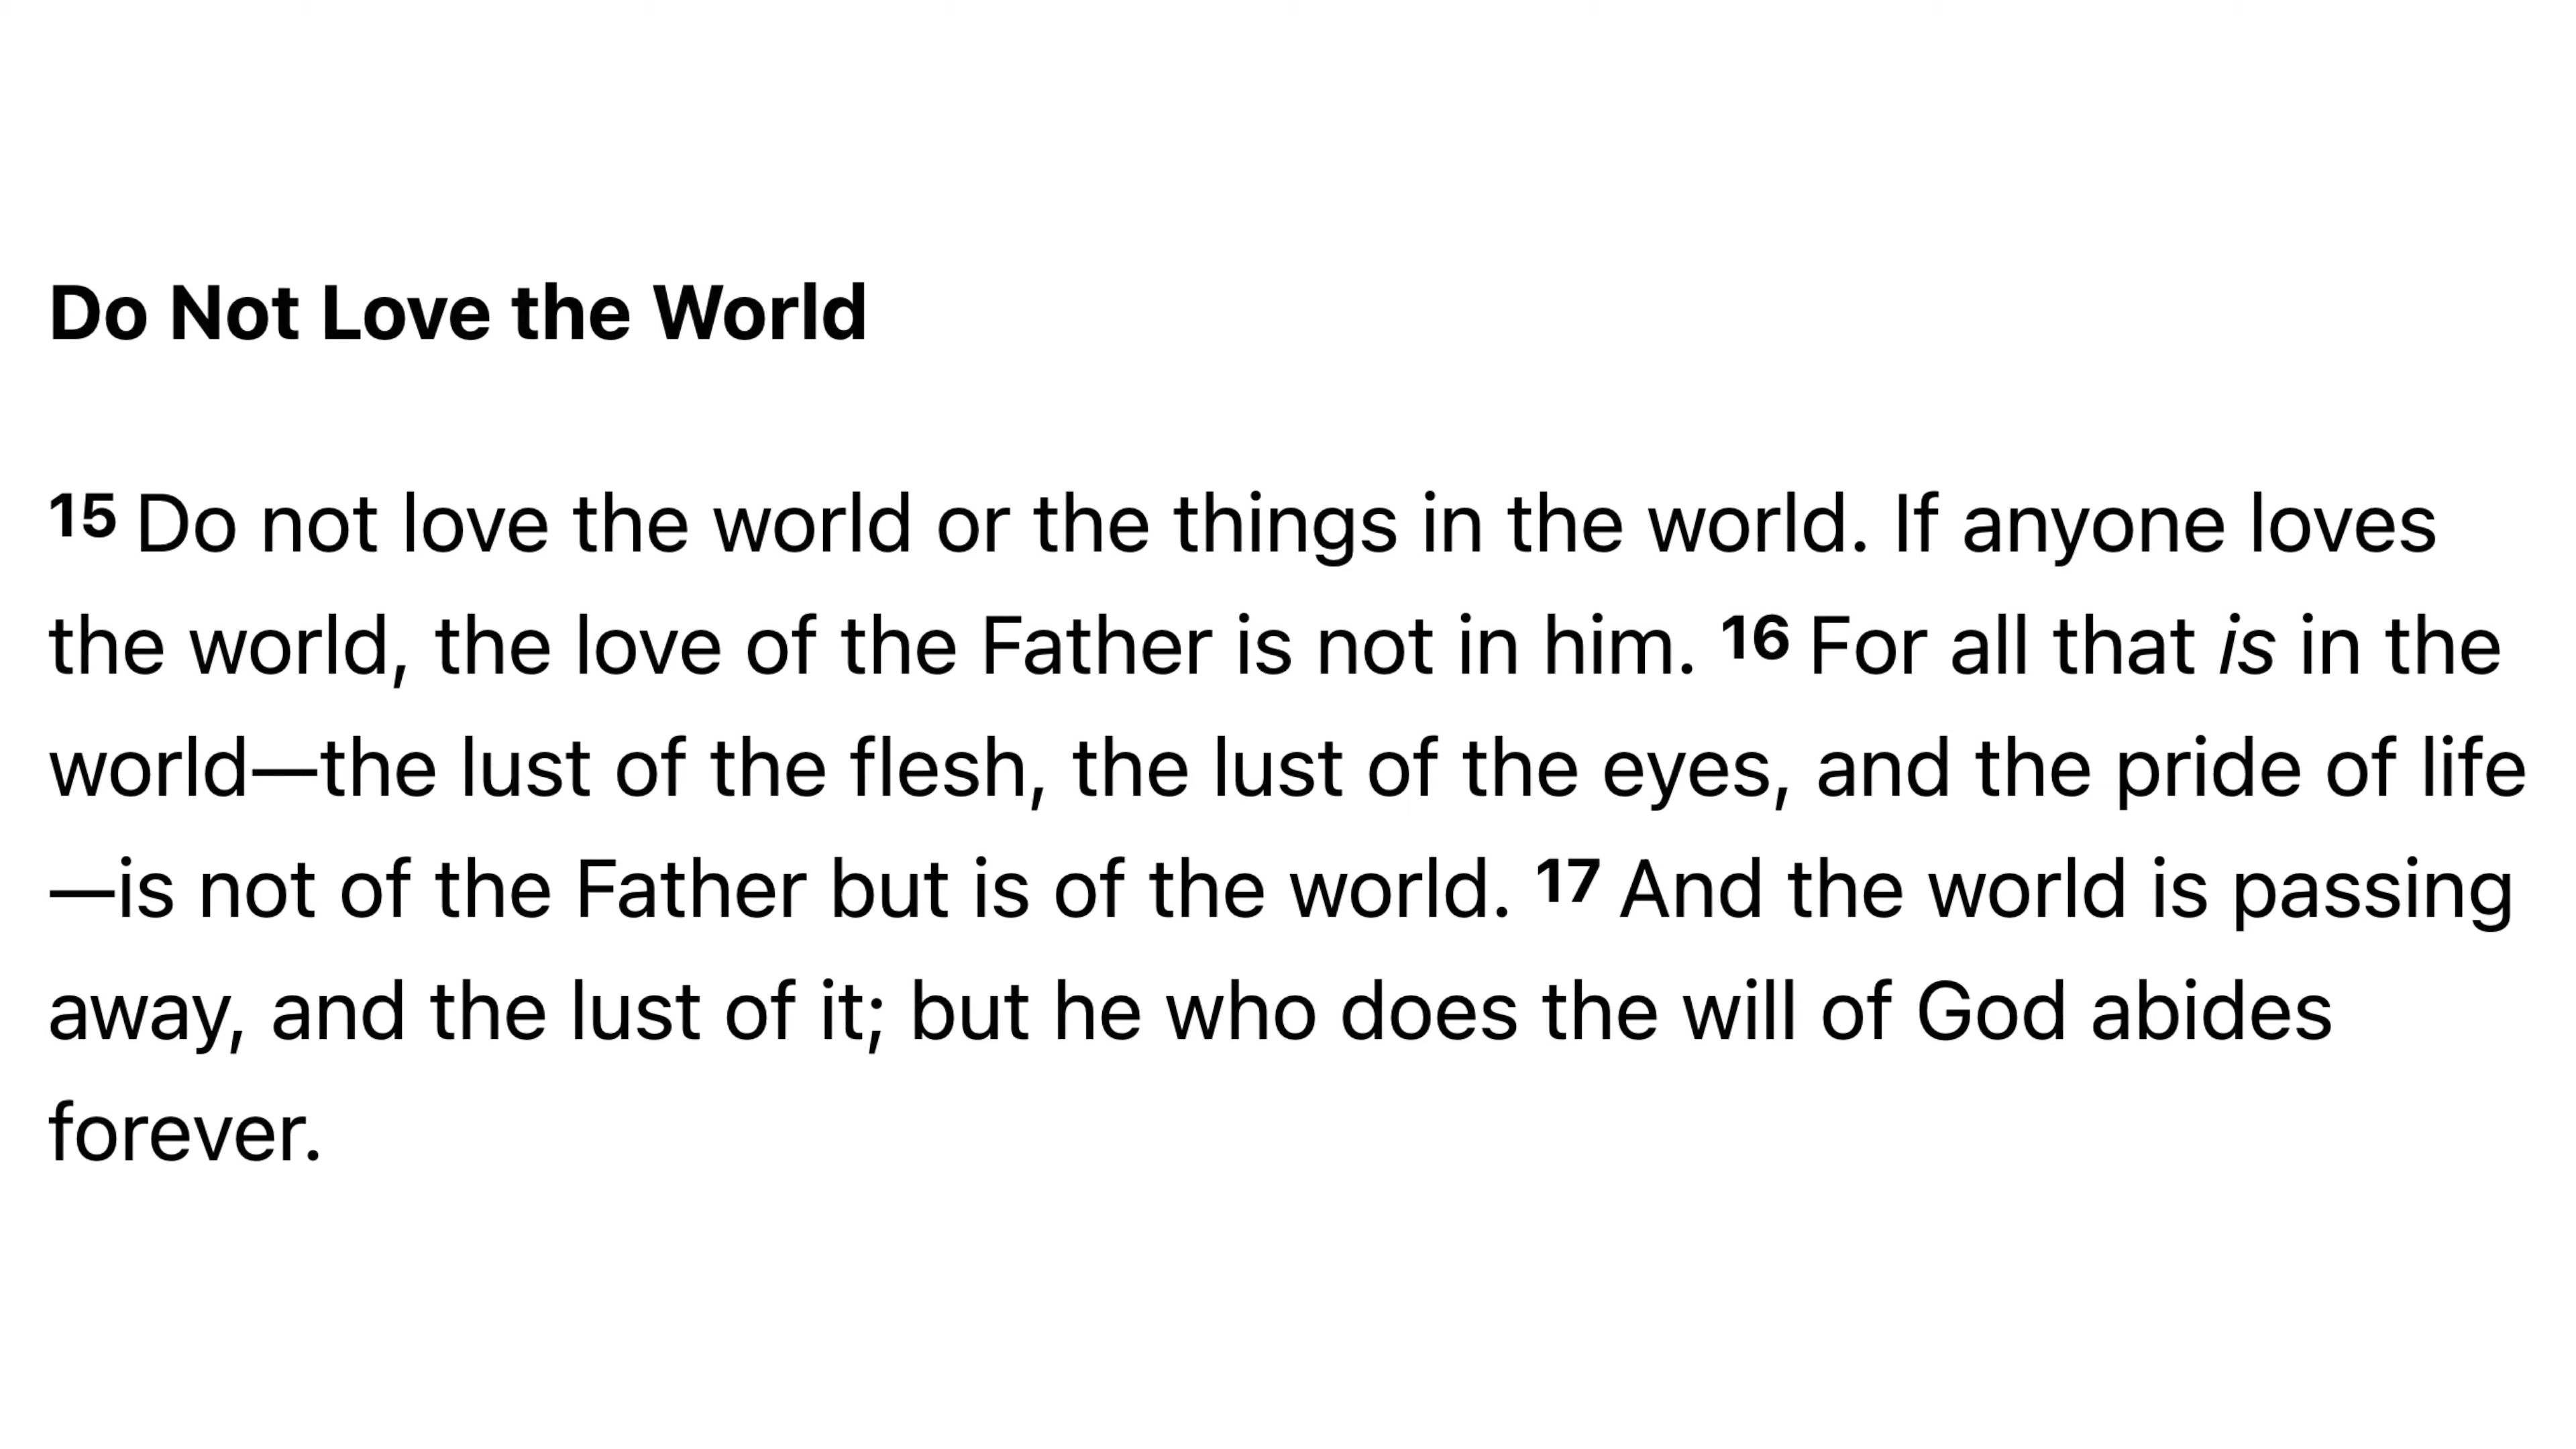 Do Not Love the World
15 Do not love the world or the things in the world. If anyone loves
the world, the love of the Father is not in him. 16 For all that is in the
world—the lust of the flesh, the lust of the eyes, and the pride of life
—is not of the Father but is of the world. 17 And the world is passing
away, and the lust of it; but he who does the will of God abides
forever.